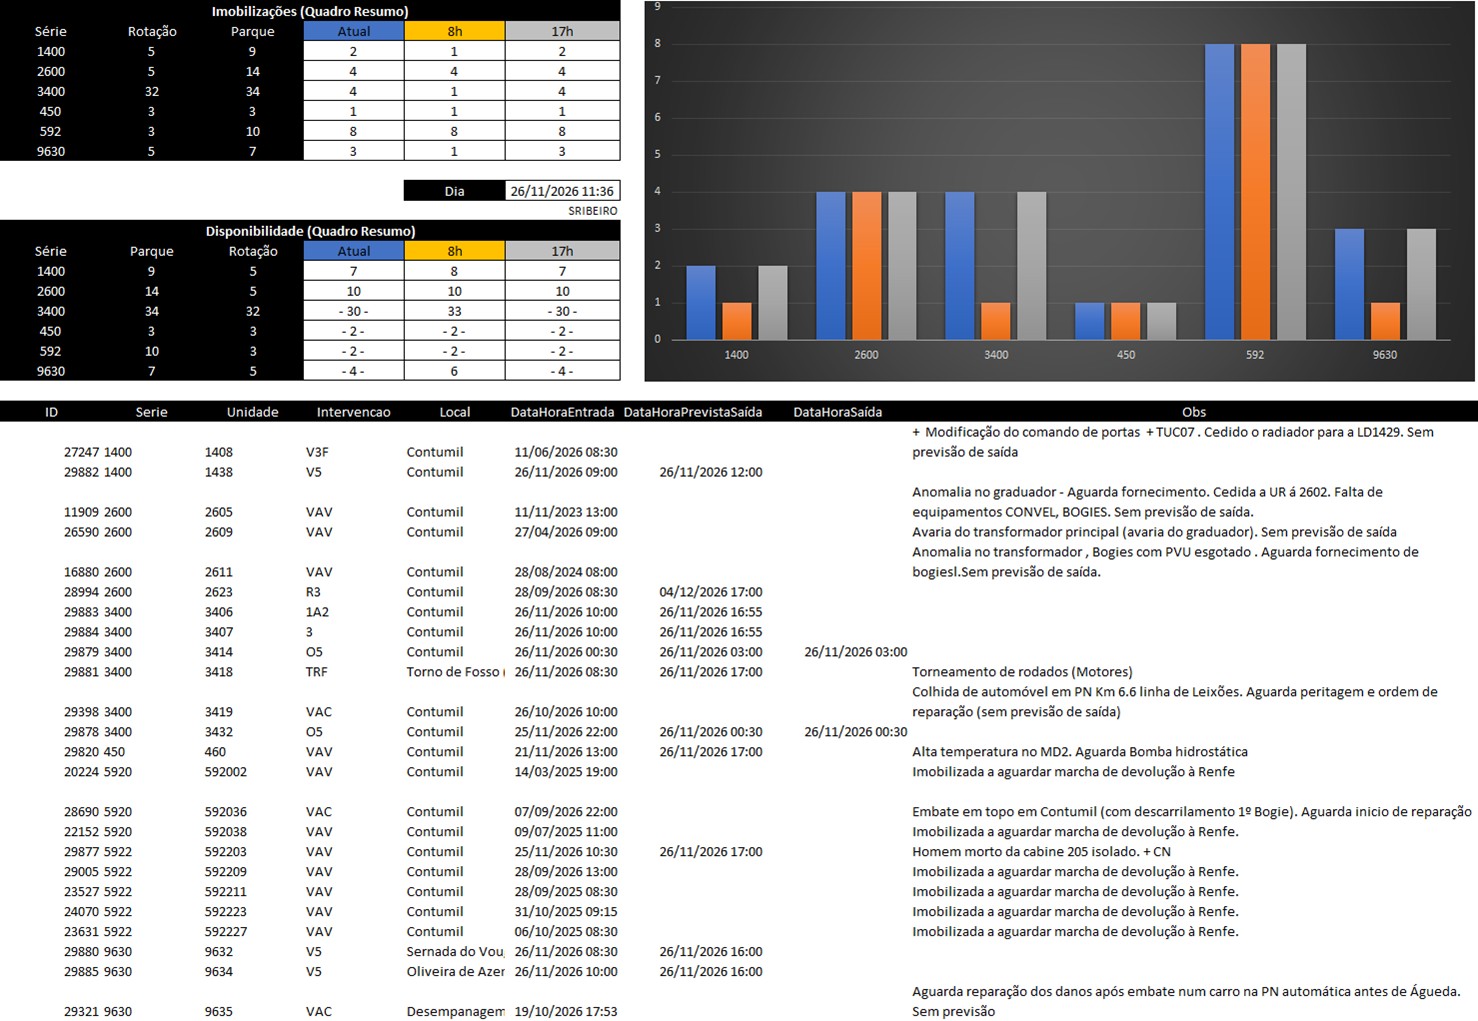 Imobilizações (Quadro Resumo)
Série Rotação Parque Atual 8h 17h
1400 5 9 2 1 2
2600 5 14 4 4 4
3400 32 34 4 1 4
450 3 3 1 1 1
592 3 10 8 8 8
9630 5 7 3 1 3
Dia 26/11/2026 11:36
SRIBEIRO
Disponibilidade (Quadro Resumo)
Série Parque Rotação Atual 8h 17h
1400 9 5 7 8 7
2600 14 5 10 10 10
3400 34 32 - 30 - 33 - 30 -
450 3 3 - 2 - - 2 - - 2 -
592 10 3 - 2 - - 2 - - 2 -
9630 7 5 - 4 - 6 - 4 -
9
8
7
6
5
4
3
2
1
0
1400 2600 3400 450 592 9630
ID Serie Unidade Intervencao Local DataHoraEntrada DataHoraPrevistaSaída DataHoraSaída Obs
+ Modificação do comando de portas + TUC07 . Cedido o radiador para a LD1429. Sem
27247 1400 1408 V3F Contumil 11/06/2026 08:30 previsão de saída
29882 1400 1438 V5 Contumil 26/11/2026 09:00 26/11/2026 12:00
Anomalia no graduador - Aguarda fornecimento. Cedida a UR á 2602. Falta de
11909 2600 2605 VAV Contumil 11/11/2023 13:00 equipamentos CONVEL, BOGIES. Sem previsão de saída.
26590 2600 2609 VAV Contumil 27/04/2026 09:00 Avaria do transformador principal (avaria do graduador). Sem previsão de saída
Anomalia no transformador , Bogies com PVU esgotado . Aguarda fornecimento de
16880 2600 2611 VAV Contumil 28/08/2024 08:00 bogiesl.Sem previsão de saída.
28994 2600 2623 R3 Contumil 28/09/2026 08:30 04/12/2026 17:00
29883 3400 3406 1A2 Contumil 26/11/2026 10:00 26/11/2026 16:55
29884 3400 3407 3 Contumil 26/11/2026 10:00 26/11/2026 16:55
29879 3400 3414 O5 Contumil 26/11/2026 00:30 26/11/2026 03:00 26/11/2026 03:00
29881 3400 3418 TRF Torno de Fosso ( 26/11/2026 08:30 26/11/2026 17:00 Torneamento de rodados (Motores)
Colhida de automóvel em PN Km 6.6 linha de Leixões. Aguarda peritagem e ordem de
29398 3400 3419 VAC Contumil 26/10/2026 10:00 reparação (sem previsão de saída)
29878 3400 3432 O5 Contumil 25/11/2026 22:00 26/11/2026 00:30 26/11/2026 00:30
29820 450 460 VAV Contumil 21/11/2026 13:00 26/11/2026 17:00 Alta temperatura no MD2. Aguarda Bomba hidrostática
20224 5920 592002 VAV Contumil 14/03/2025 19:00 Imobilizada a aguardar marcha de devolução à Renfe
28690 5920 592036 VAC Contumil 07/09/2026 22:00 Embate em topo em Contumil (com descarrilamento 1º Bogie). Aguarda inicio de reparação
22152 5920 592038 VAV Contumil 09/07/2025 11:00 Imobilizada a aguardar marcha de devolução à Renfe.
29877 5922 592203 VAV Contumil 25/11/2026 10:30 26/11/2026 17:00 Homem morto da cabine 205 isolado. + CN
29005 5922 592209 VAV Contumil 28/09/2026 13:00 Imobilizada a aguardar marcha de devolução à Renfe.
23527 5922 592211 VAV Contumil 28/09/2025 08:30 Imobilizada a aguardar marcha de devolução à Renfe.
24070 5922 592223 VAV Contumil 31/10/2025 09:15 Imobilizada a aguardar marcha de devolução à Renfe.
23631 5922 592227 VAV Contumil 06/10/2025 08:30 Imobilizada a aguardar marcha de devolução à Renfe.
29880 9630 9632 V5 Sernada do Vou 26/11/2026 08:30 26/11/2026 16:00
29885 9630 9634 V5 Oliveira de Azer 26/11/2026 10:00 26/11/2026 16:00
Aguarda reparação dos danos após embate num carro na PN automática antes de Águeda.
29321 9630 9635 VAC Desempanagem 19/10/2026 17:53 Sem previsão